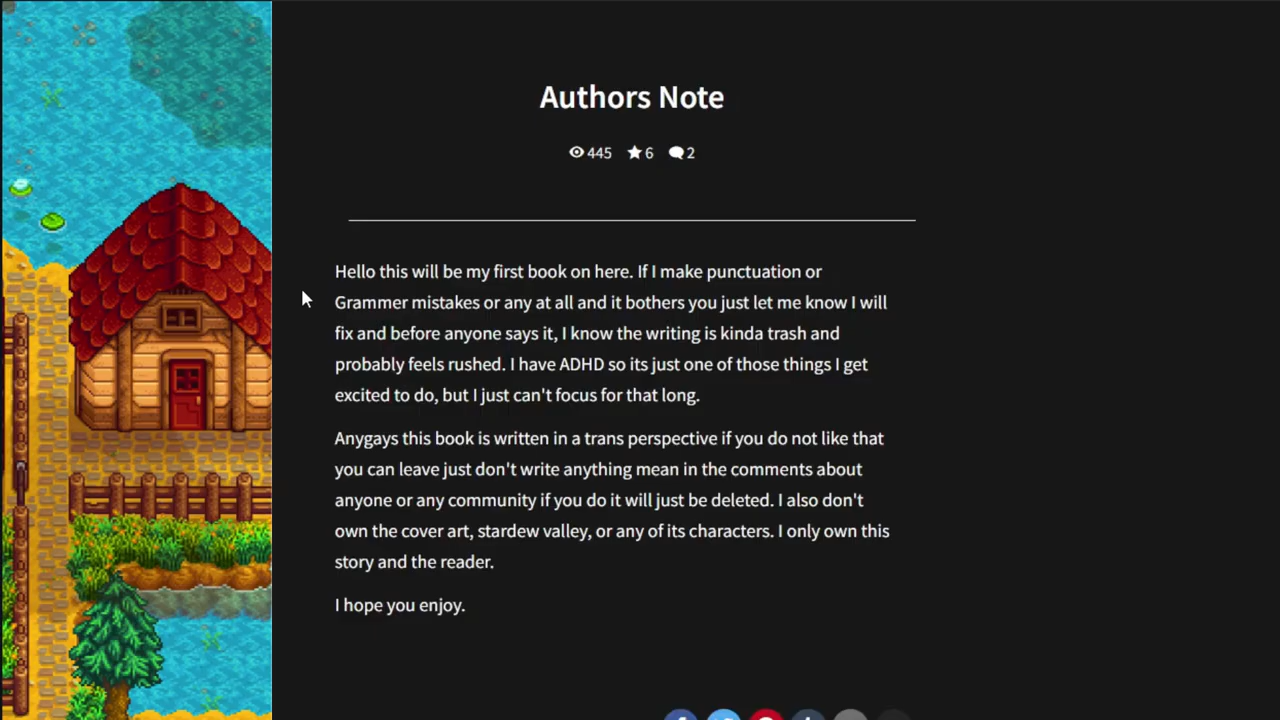 Authors Note
445 6 2
Hello this will be my first book on here. If I make punctuation or
Grammer mistakes or any at all and it bothers you just let me know I will
fix and before anyone says it, I know the writing is kinda trash and
probably feels rushed. I have ADHD so its just one of those things I get
excited to do, but I just can't focus for that long.
Anygays this book is written in a trans perspective if you do not like that
you can leave just don't write anything mean in the comments about
anyone or any community if you do it will just be deleted. I also don't
own the cover art, stardew valley, or any of its characters. I only own this
story and the reader.
I hope you enjoy.